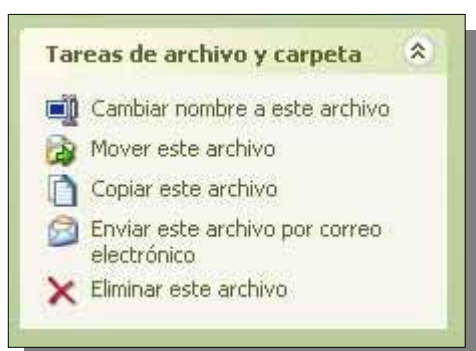 Tareas de archivo y carpeta
Cambiar nombre a este archivo
Mover este archivo
Copiar este archivo
Enviar este archivo por correo
electrónico
Eliminar este archivo